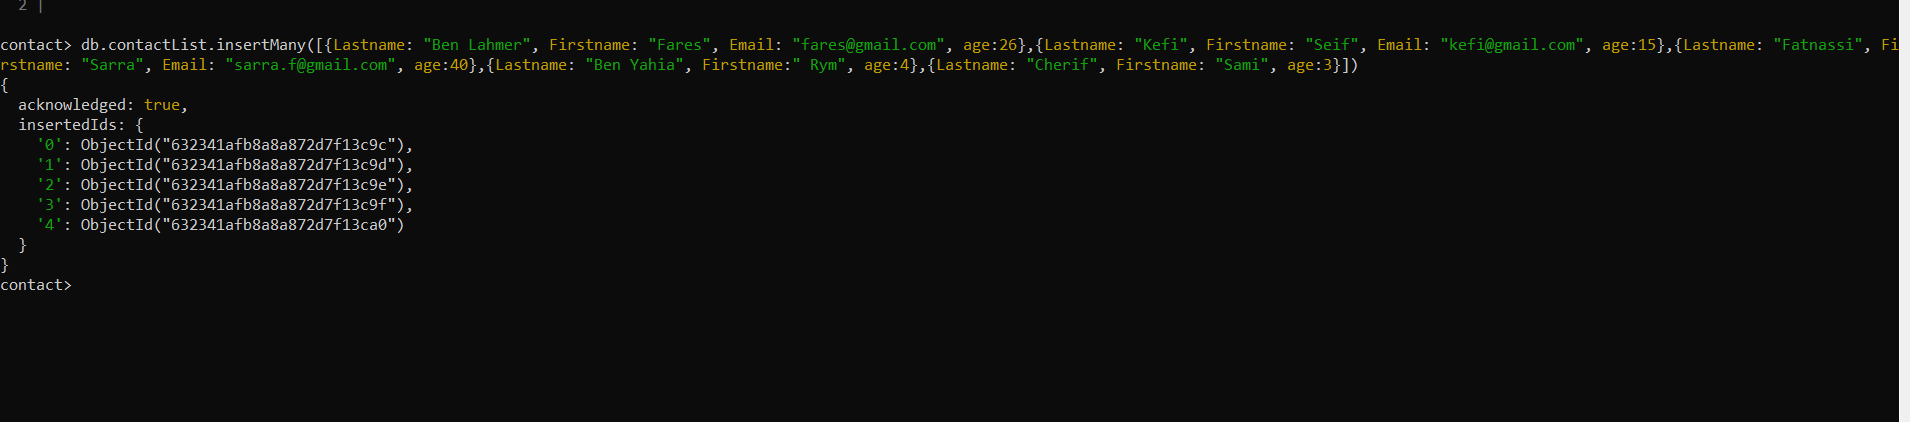 2 |
contact> db.contactList.insertMany([{Lastname: "Ben Lahmer", Firstname: "Fares", Email: "fares@gmail.com", age:26},{Lastname: "Kefi", Firstname: "Seif", Email: "kefi@gmail.com", age:15},{Lastname: "Fatnassi", Fi
rstname: "Sarra", Email: "sarra.f@gmail.com", age:40},{Lastname: "Ben Yahia", Firstname:" Rym", age:4},{Lastname: "Cherif", Firstname: "Sami", age:3}])
{
  acknowledged: true,
  insertedIds: {
    '0': ObjectId("632341afb8a8a872d7f13c9c"),
    '1': ObjectId("632341afb8a8a872d7f13c9d"),
    '2': ObjectId("632341afb8a8a872d7f13c9e"),
    '3': ObjectId("632341afb8a8a872d7f13c9f"),
    '4': ObjectId("632341afb8a8a872d7f13ca0")
  }
}
contact>